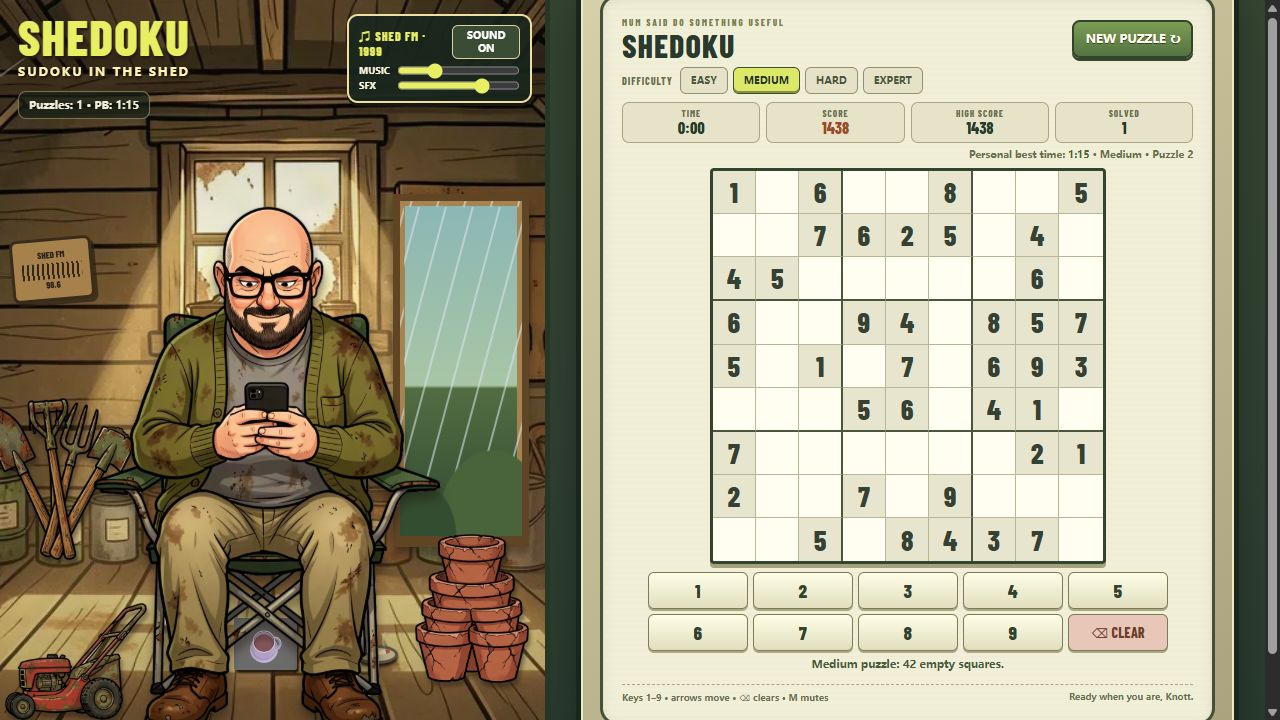 SHEDOKU
SUDOKU IN THE SHED
Puzzles: 1 • PB: 1:15
♫ SHED FM ·
1999
SOUND
ON
MUSIC
SFX
SHED FM
98.6
MUM SAID DO SOMETHING USEFUL
SHEDOKU
NEW PUZZLE ↻
DIFFICULTY EASY MEDIUM HARD EXPERT
TIME SCORE HIGH SCORE SOLVED
0:00 1438 1438 1
Personal best time: 1:15 • Medium • Puzzle 2
1 6 8 5
7 6 2 5 4
4 5 6
6 9 4 8 5 7
5 1 7 6 9 3
5 6 4 1
7 2 1
2 7 9
5 8 4 3 7
1 2 3 4 5
6 7 8 9 ⌫ CLEAR
Medium puzzle: 42 empty squares.
Keys 1–9 • arrows move • ⌫ clears • M mutes
Ready when you are, Knott.